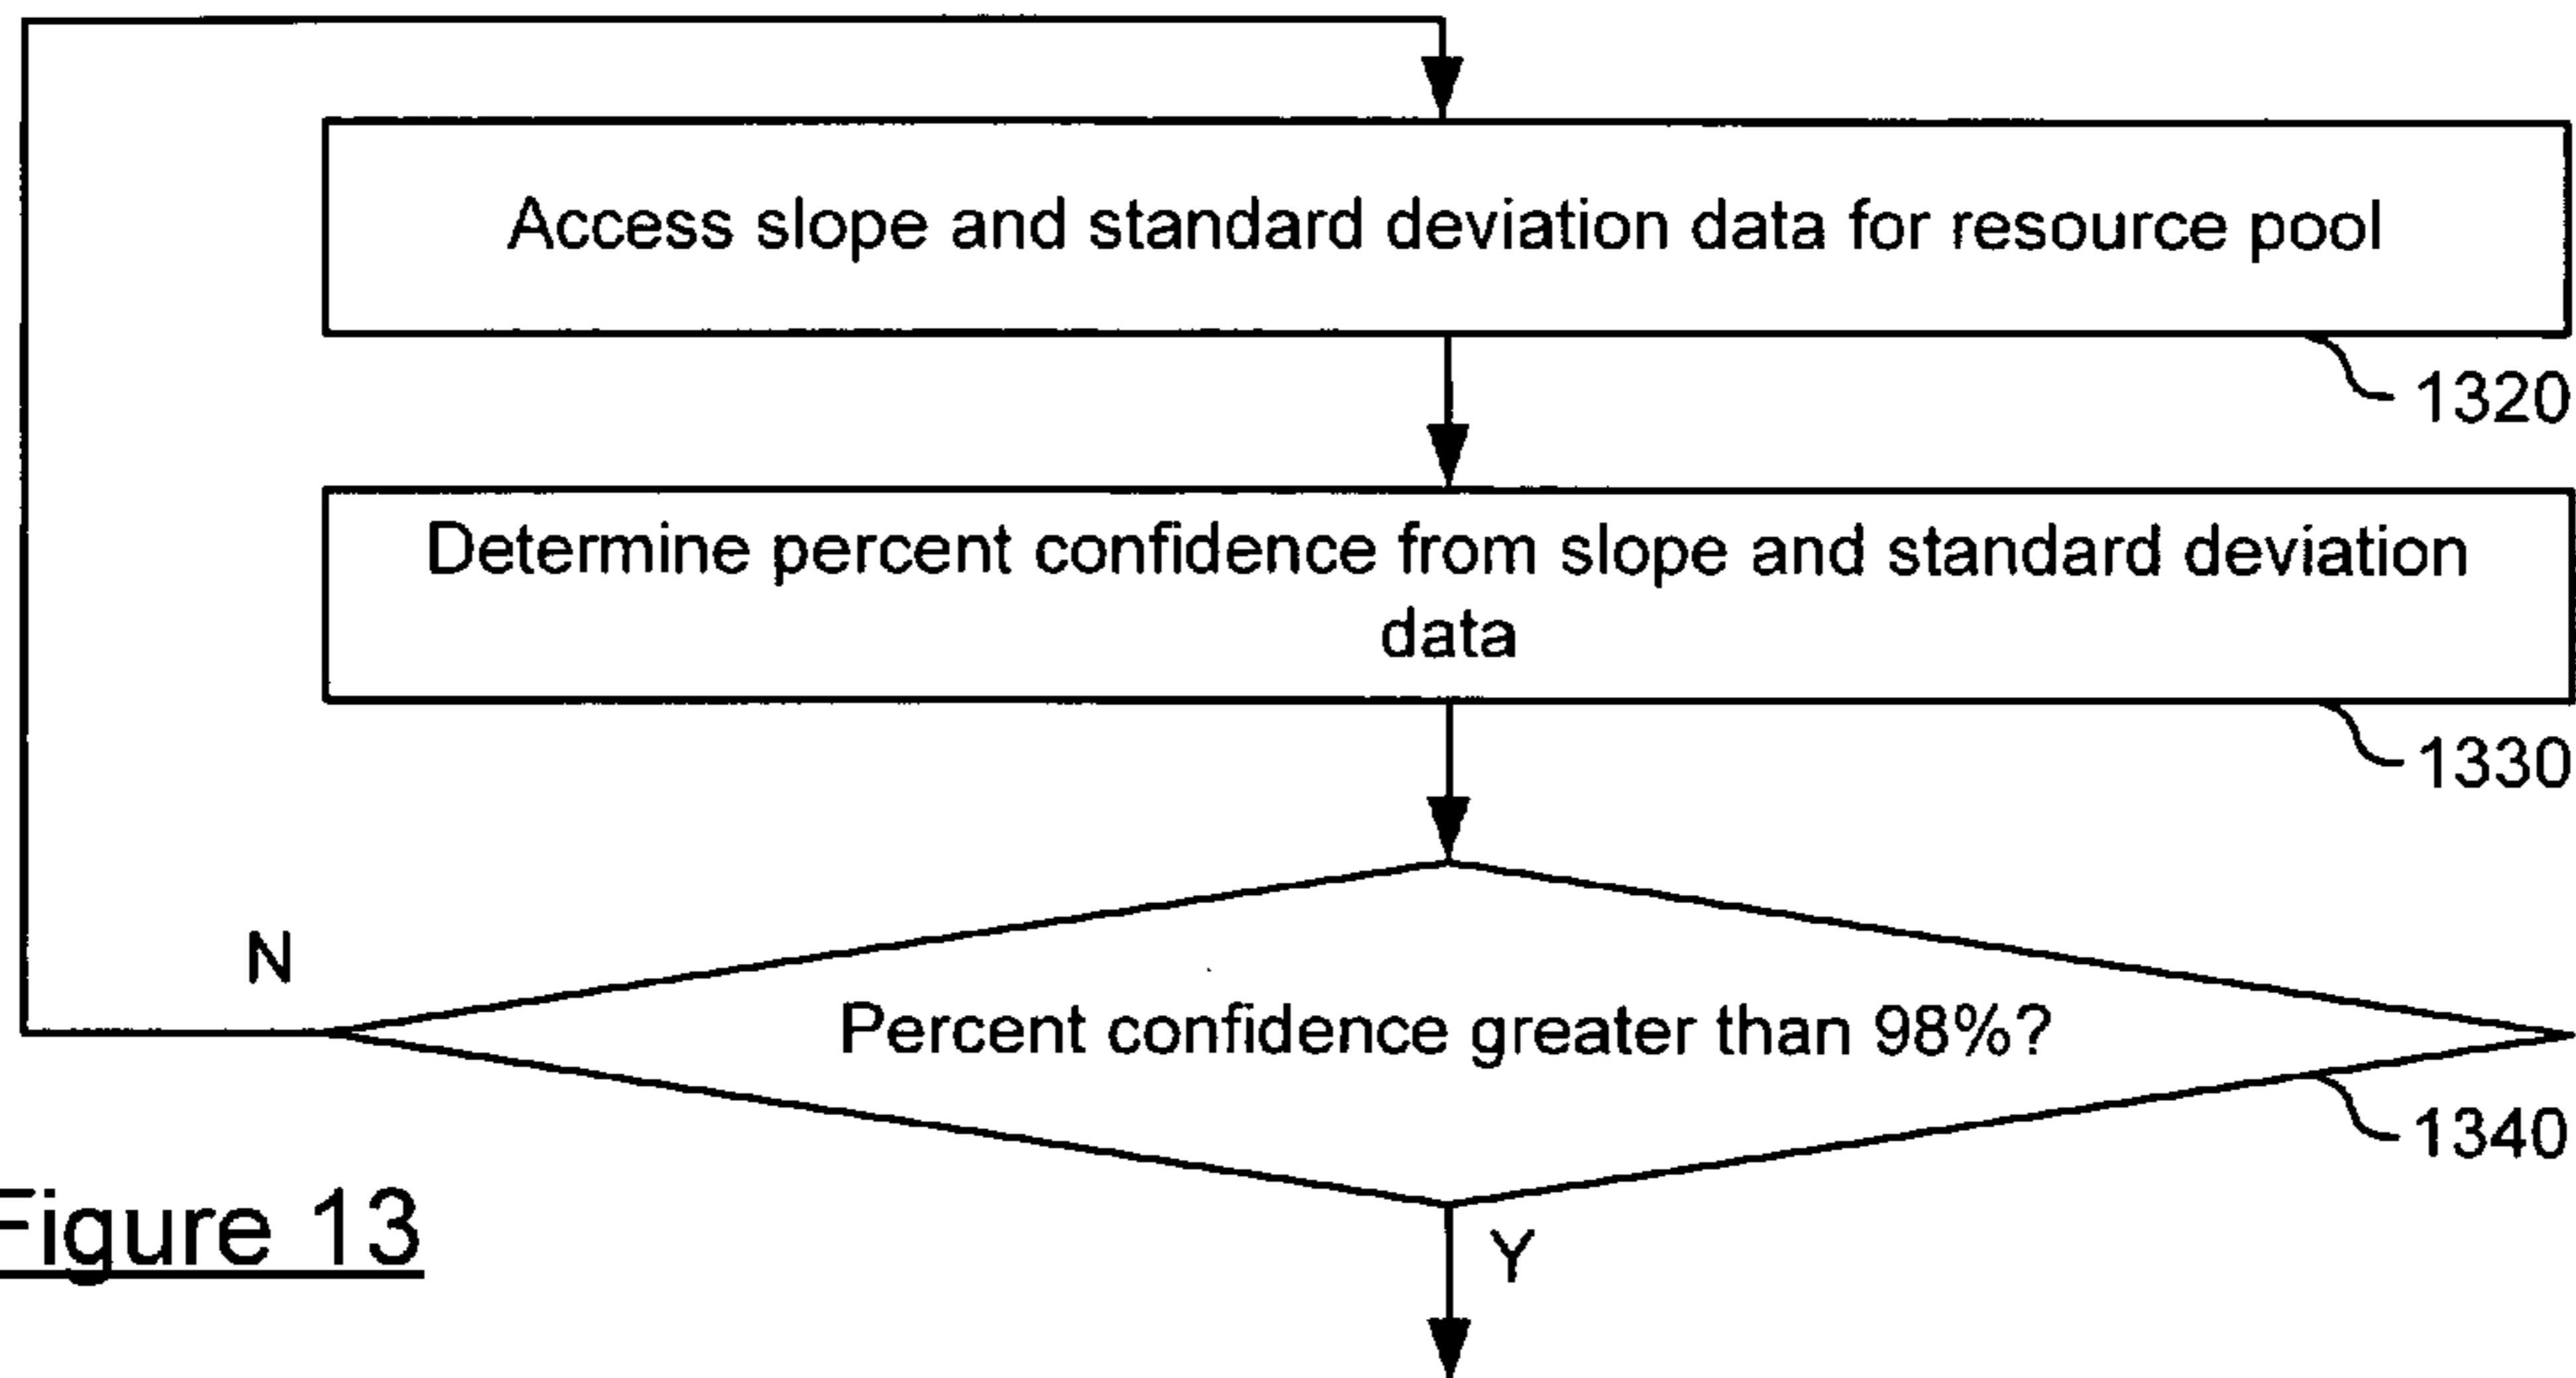 Access slope and standard deviation data for resource pool
1320
Determine percent confidence from slope and standard deviation
data
1330
N
Percent confidence greater than 98%?
1340
Figure 13
Y